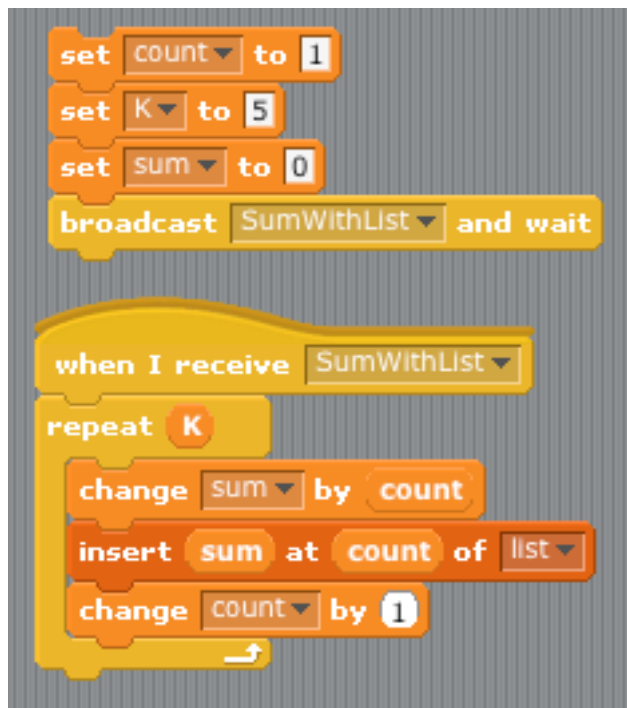 set count to 1
set K to 5
set sum to 0
broadcast SumWithList and wait
when I receive SumWithList
repeat K
change sum by count
insert sum at count of list
change count by 1